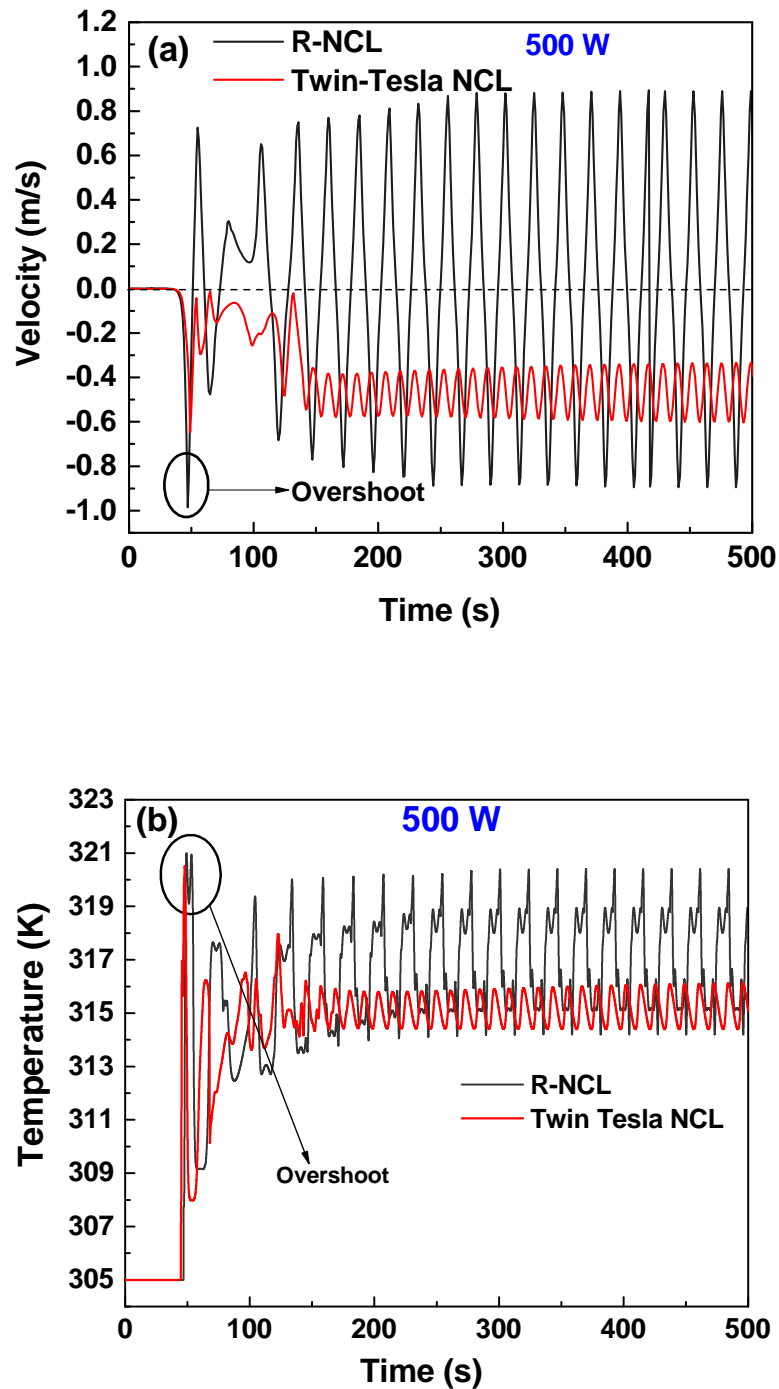 (a)
R-NCL
500 W
Twin-Tesla NCL
1.2
1.0
0.8
0.6
0.4
0.2
0.0
-0.2
-0.4
-0.6
-0.8
-1.0
Velocity (m/s)
Overshoot
0 100 200 300 400 500
Time (s)
(b)
500 W
323
321
319
317
315
313
311
309
307
305
Temperature (K)
R-NCL
Twin Tesla NCL
Overshoot
0 100 200 300 400 500
Time (s)